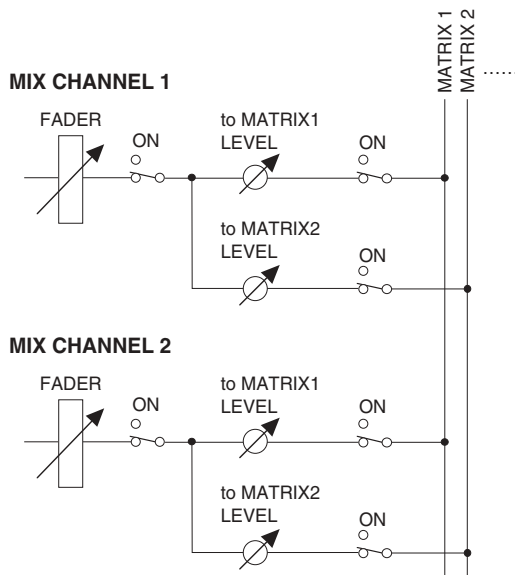 MATRIX 1
MATRIX 2
MIX CHANNEL 1
FADER
ON
to MATRIX1
LEVEL
ON
to MATRIX2
LEVEL
ON
MIX CHANNEL 2
FADER
ON
to MATRIX1
LEVEL
ON
to MATRIX2
LEVEL
ON